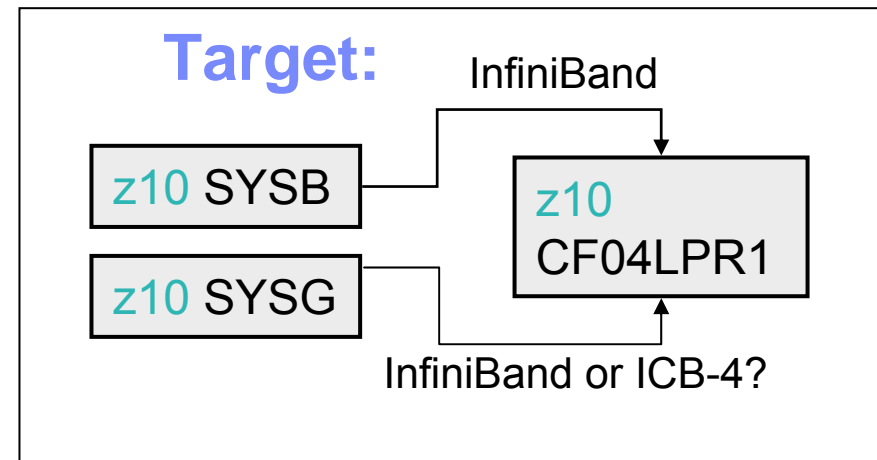 Target:
InfiniBand
z10 SYSB
z10
CF04LPR1
z10 SYSG
InfiniBand or ICB-4?